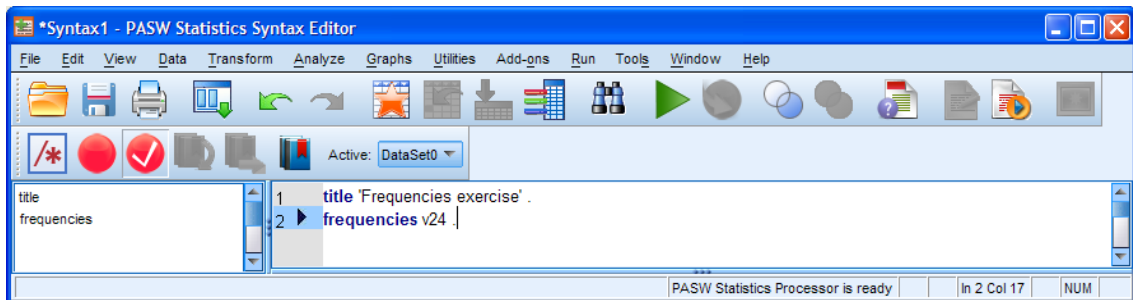 *Syntax1 - PASW Statistics Syntax Editor
File Edit View Data Transform Analyze Graphs Utilities Add-ons Run Tools Window Help
/*
Active: DataSet0
title
frequencies
1 title 'Frequencies exercise' .
2 frequencies v24 .
PASW Statistics Processor is ready In 2 Col 17 NUM